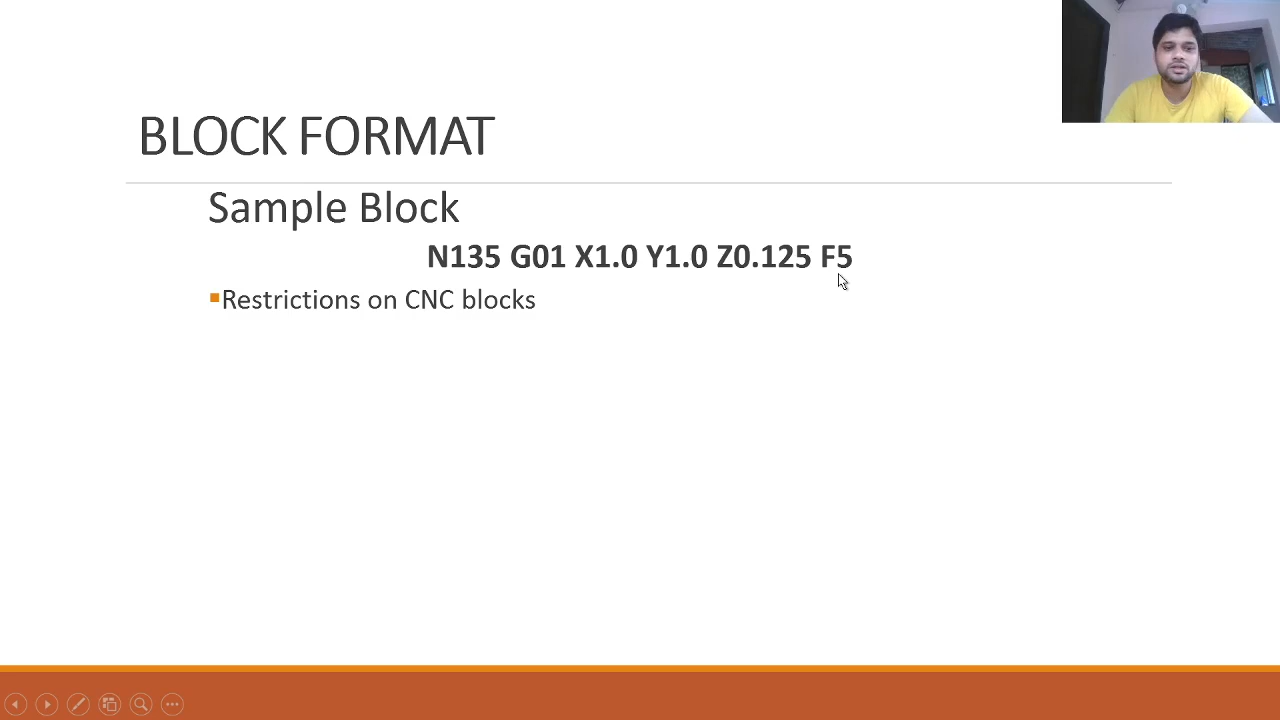 BLOCK FORMAT
Sample Block
N135 G01 X1.0 Y1.0 Z0.125 F5
Restrictions on CNC blocks